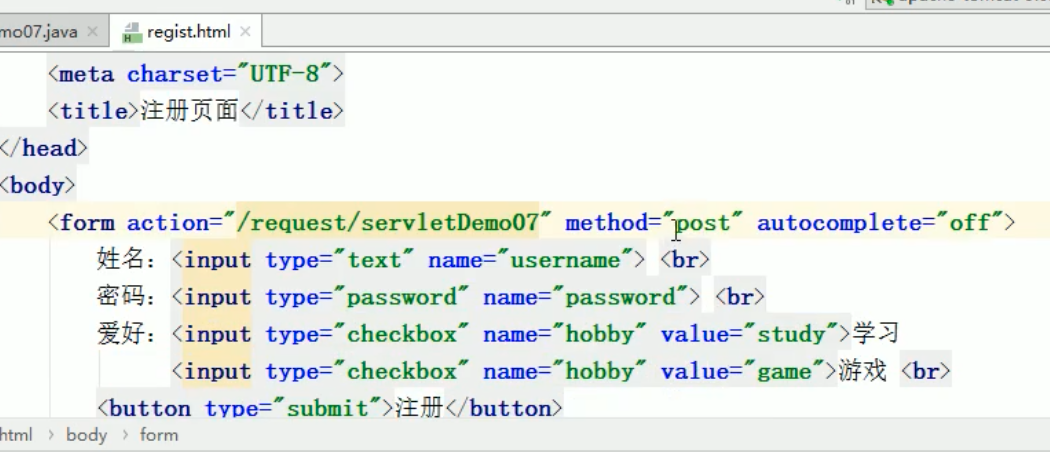 mo07.java × regist.html ×
<meta charset="UTF-8">
<title>注册页面</title>
</head>
<body>
<form action="/request/servletDemo07" method="post" autocomplete="off">
姓名：<input type="text" name="username"> <br>
密码：<input type="password" name="password"> <br>
爱好：<input type="checkbox" name="hobby" value="study">学习
<input type="checkbox" name="hobby" value="game">游戏 <br>
<button type="submit">注册</button>
html › body › form